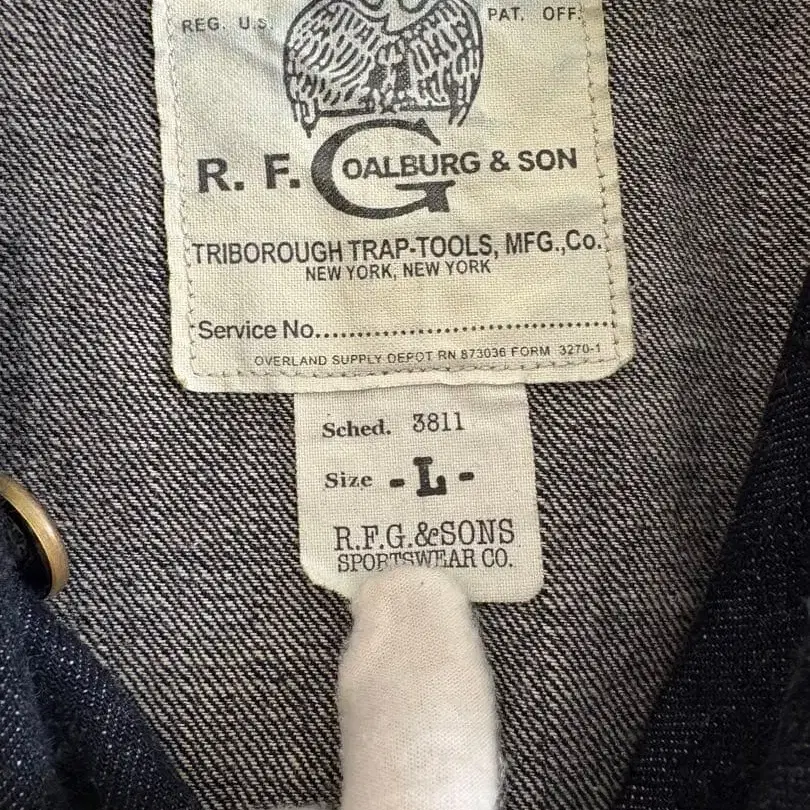 REG. U.S. PAT. OFF.
R. F. GOALBURG & SON
TRIBOROUGH TRAP-TOOLS, MFG.,Co.
NEW YORK, NEW YORK
Service No...................................
OVERLAND SUPPLY DEPOT RN 873036 FORM 3270-1
Sched. 3811
Size -L-
R.F.G.&SONS
SPORTSWEAR CO.